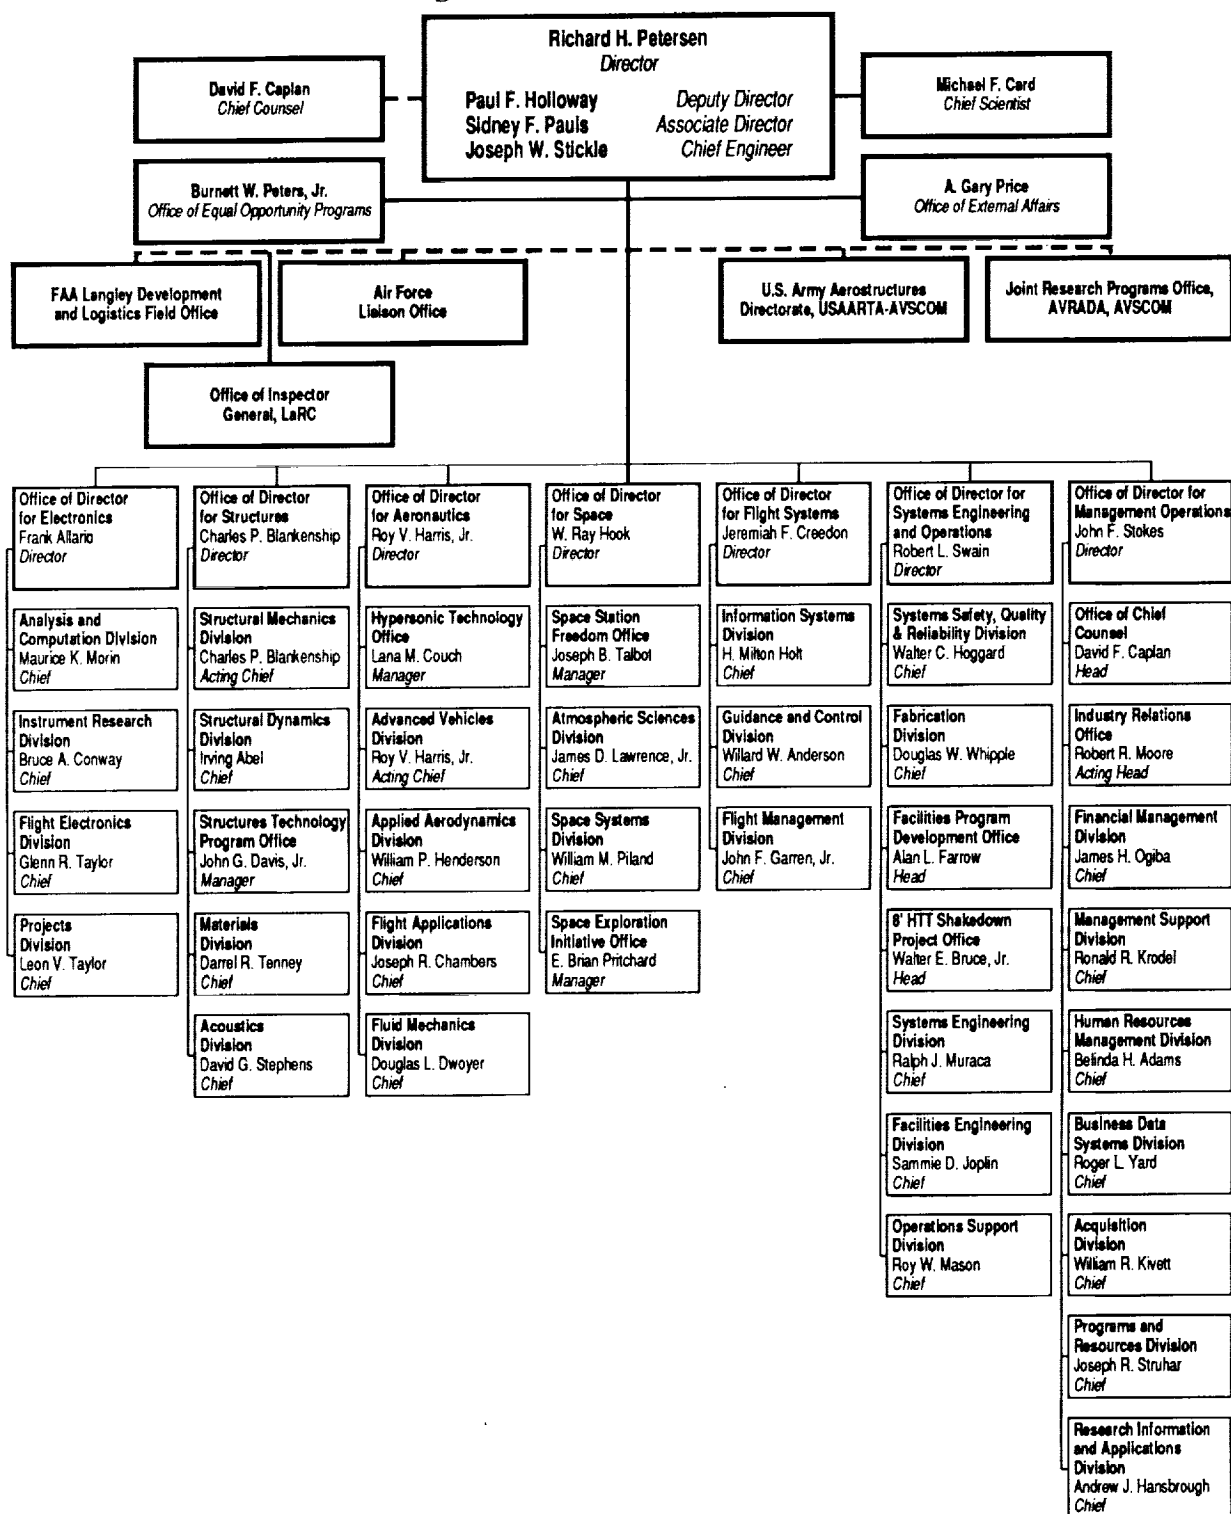 Richard H. Petersen
Director
Paul F. Holloway Deputy Director
Sidney F. Pauls Associate Director
Joseph W. Stickle Chief Engineer
David F. Caplan
Chief Counsel
Michael F. Card
Chief Scientist
Burnett W. Peters, Jr.
Office of Equal Opportunity Programs
A. Gary Price
Office of External Affairs
FAA Langley Development
and Logistics Field Office
Air Force
Liaison Office
U.S. Army Aerostructures
Directorate, USAARTA-AVSCOM
Joint Research Programs Office,
AVRADA, AVSCOM
Office of Inspector
General, LaRC
Office of Director
for Electronics
Frank Allario
Director
Analysis and
Computation Division
Maurice K. Morin
Chief
Instrument Research
Division
Bruce A. Conway
Chief
Flight Electronics
Division
Glenn R. Taylor
Chief
Projects
Division
Leon V. Taylor
Chief
Office of Director
for Structures
Charles P. Blankenship
Director
Structural Mechanics
Division
Charles P. Blankenship
Acting Chief
Structural Dynamics
Division
Irving Abel
Chief
Structures Technology
Program Office
John G. Davis, Jr.
Manager
Materials
Division
Darrel R. Tenney
Chief
Acoustics
Division
David G. Stephens
Chief
Office of Director
for Aeronautics
Roy V. Harris, Jr.
Director
Hypersonic Technology
Office
Lana M. Couch
Manager
Advanced Vehicles
Division
Roy V. Harris, Jr.
Acting Chief
Applied Aerodynamics
Division
William P. Henderson
Chief
Flight Applications
Division
Joseph R. Chambers
Chief
Fluid Mechanics
Division
Douglas L. Dwoyer
Chief
Office of Director
for Space
W. Ray Hook
Director
Space Station
Freedom Office
Joseph B. Talbot
Manager
Atmospheric Sciences
Division
James D. Lawrence, Jr.
Chief
Space Systems
Division
William M. Piland
Chief
Space Exploration
Initiative Office
E. Brian Pritchard
Manager
Office of Director
for Flight Systems
Jeremiah F. Creedon
Director
Information Systems
Division
H. Milton Holt
Chief
Guidance and Control
Division
Willard W. Anderson
Chief
Flight Management
Division
John F. Garren, Jr.
Chief
Office of Director for
Systems Engineering
and Operations
Robert L. Swain
Director
Systems Safety, Quality
& Reliability Division
Walter C. Hoggard
Chief
Fabrication
Division
Douglas W. Whipple
Chief
Facilities Program
Development Office
Alan L. Farrow
Head
8' HTT Shakedown
Project Office
Walter E. Bruce, Jr.
Head
Systems Engineering
Division
Ralph J. Muraca
Chief
Facilities Engineering
Division
Sammie D. Joplin
Chief
Operations Support
Division
Roy W. Mason
Chief
Office of Director for
Management Operations
John F. Stokes
Director
Office of Chief
Counsel
David F. Caplan
Head
Industry Relations
Office
Robert R. Moore
Acting Head
Financial Management
Division
James H. Ogiba
Chief
Management Support
Division
Ronald R. Krodel
Chief
Human Resources
Management Division
Belinda H. Adams
Chief
Business Data
Systems Division
Roger L. Yard
Chief
Acquisition
Division
William R. Kivett
Chief
Programs and
Resources Division
Joseph R. Struhar
Chief
Research Information
and Applications
Division
Andrew J. Hansbrough
Chief